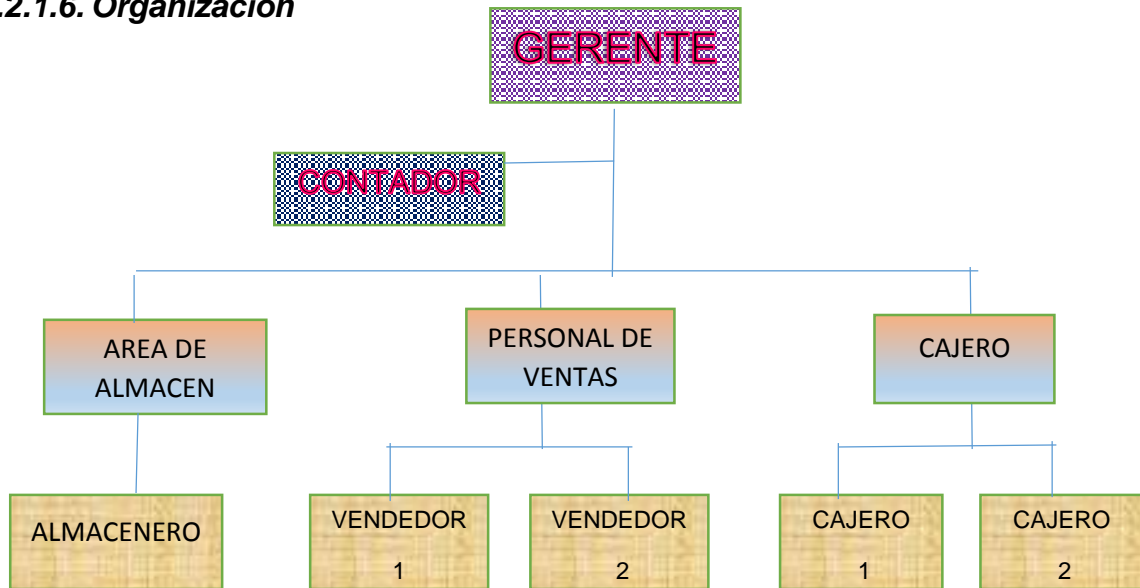 .2.1.6. Organización
GERENTE
CONTADOR
AREA DE
ALMACEN
PERSONAL DE
VENTAS
CAJERO
ALMACENERO
VENDEDOR
1
VENDEDOR
2
CAJERO
1
CAJERO
2